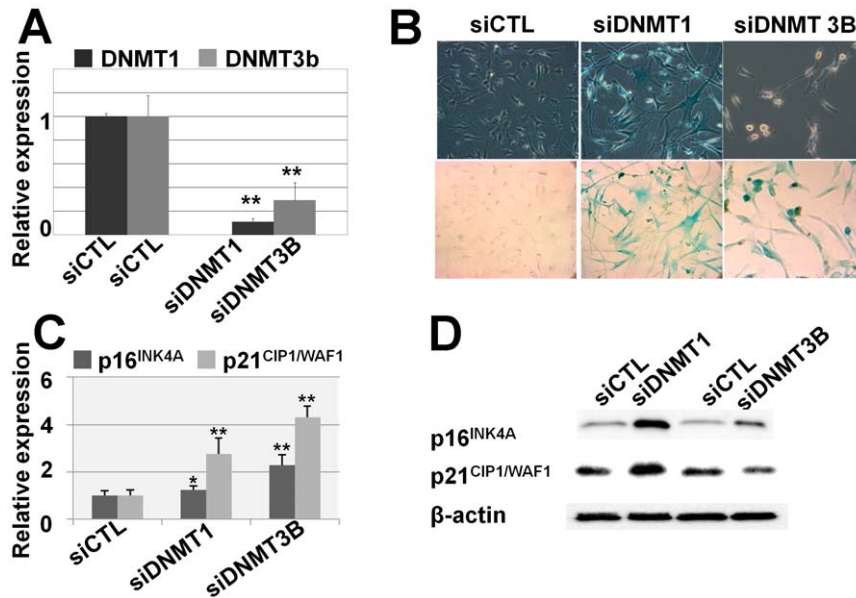 A
DNMT1 DNMT3b
Relative expression
1
0
** **
siCTL siCTL siDNMT1 siDNMT3B
B
siCTL siDNMT1 siDNMT 3B
C
p16INK4A p21CIP1/WAF1
Relative expression
6
4
2
0
* ** ** **
siCTL siDNMT1 siDNMT3B
D
siCTL siDNMT1 siCTL siDNMT3B
p16INK4A
p21CIP1/WAF1
β-actin